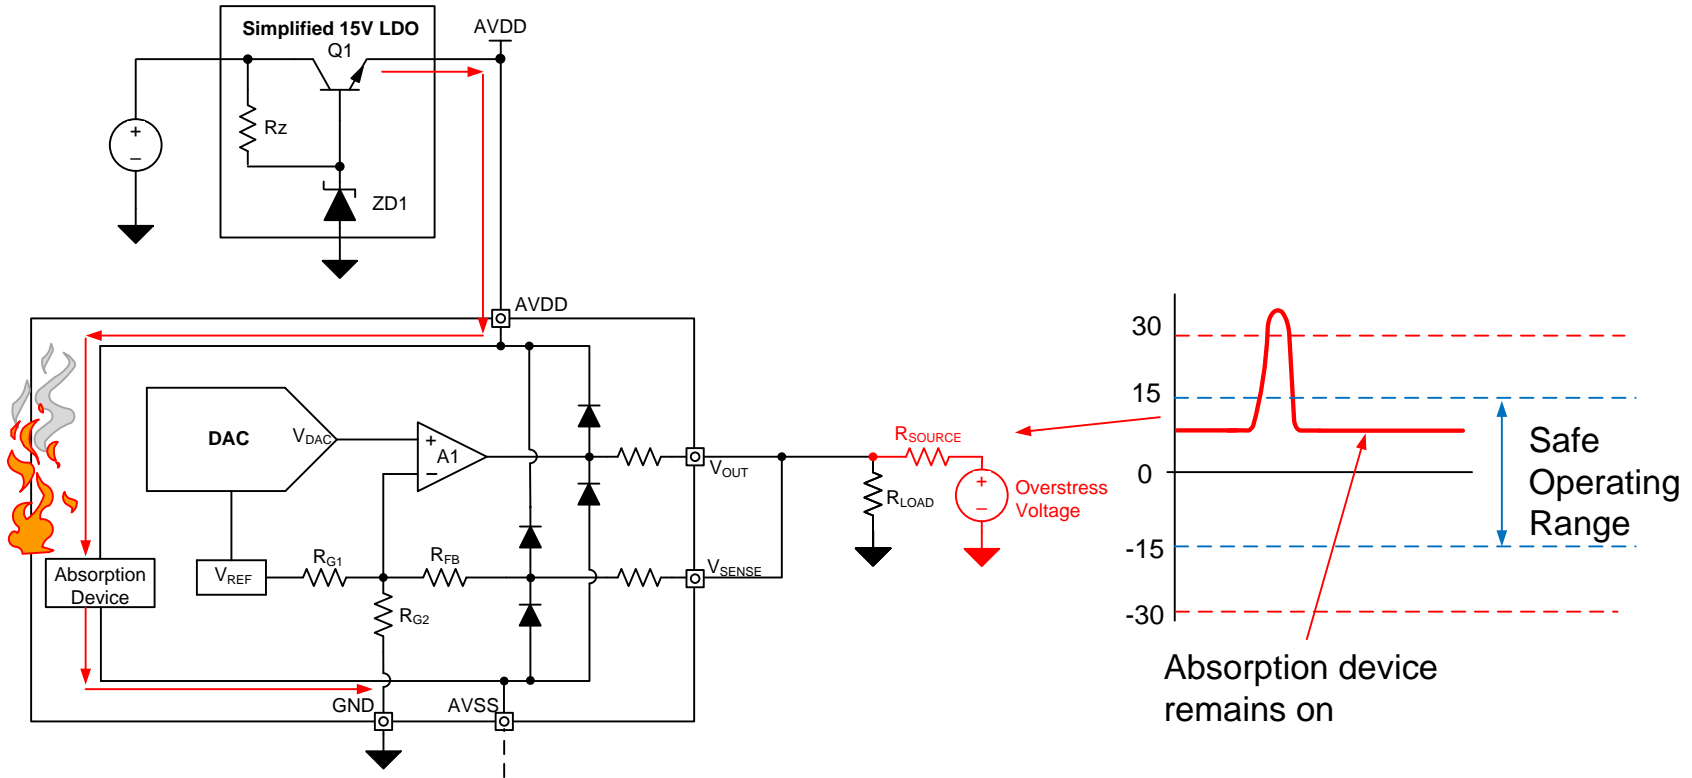 Simplified 15V LDO
Q1
AVDD
+
−
Rz
ZD1
AVDD
DAC
VDAC
+
−
A1
VOUT
RSOURCE
RLOAD
+
−
Overstress
Voltage
Absorption
Device
VREF
RG1
RFB
VSENSE
RG2
GND
AVSS
30
15
0
-15
-30
Safe
Operating
Range
Absorption device
remains on